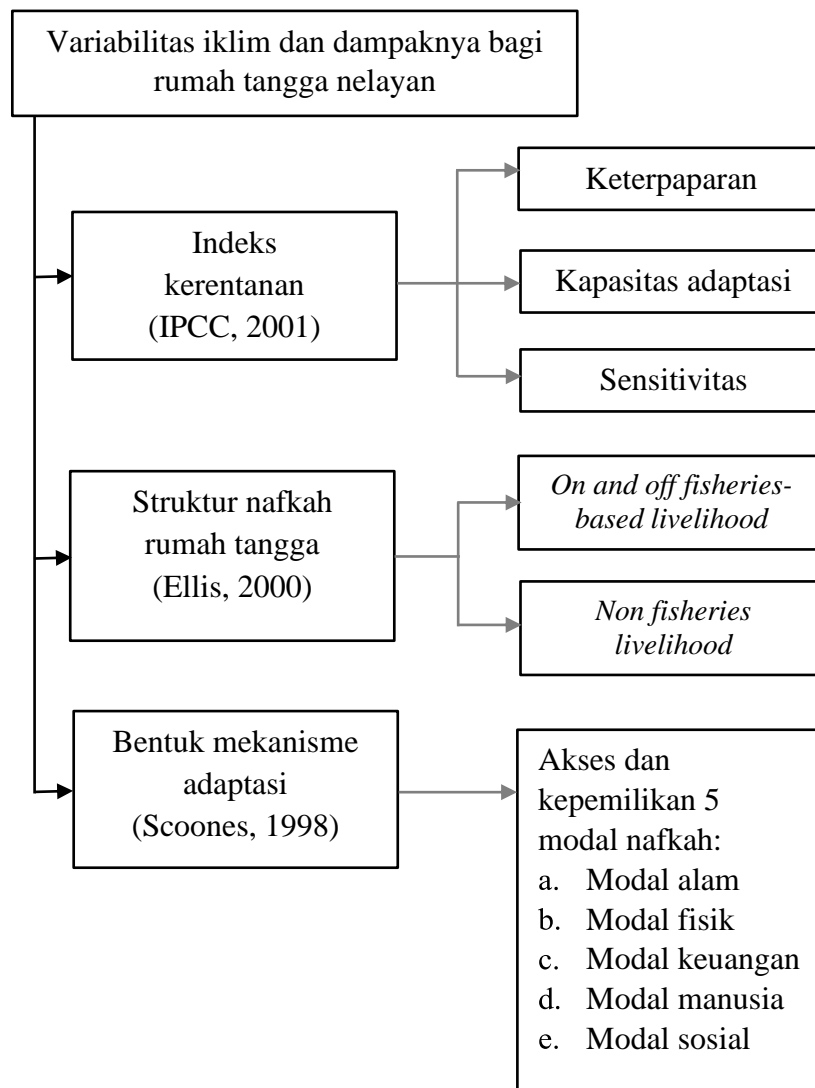 Variabilitas iklim dan dampaknya bagi
rumah tangga nelayan
Indeks
kerentanan
(IPCC, 2001)
Keterpaparan
Kapasitas adaptasi
Sensitivitas
Struktur nafkah
rumah tangga
(Ellis, 2000)
On and off fisheries-
based livelihood
Non fisheries
livelihood
Bentuk mekanisme
adaptasi
(Scoones, 1998)
Akses dan
kepemilikan 5
modal nafkah:
a. Modal alam
b. Modal fisik
c. Modal keuangan
d. Modal manusia
e. Modal sosial